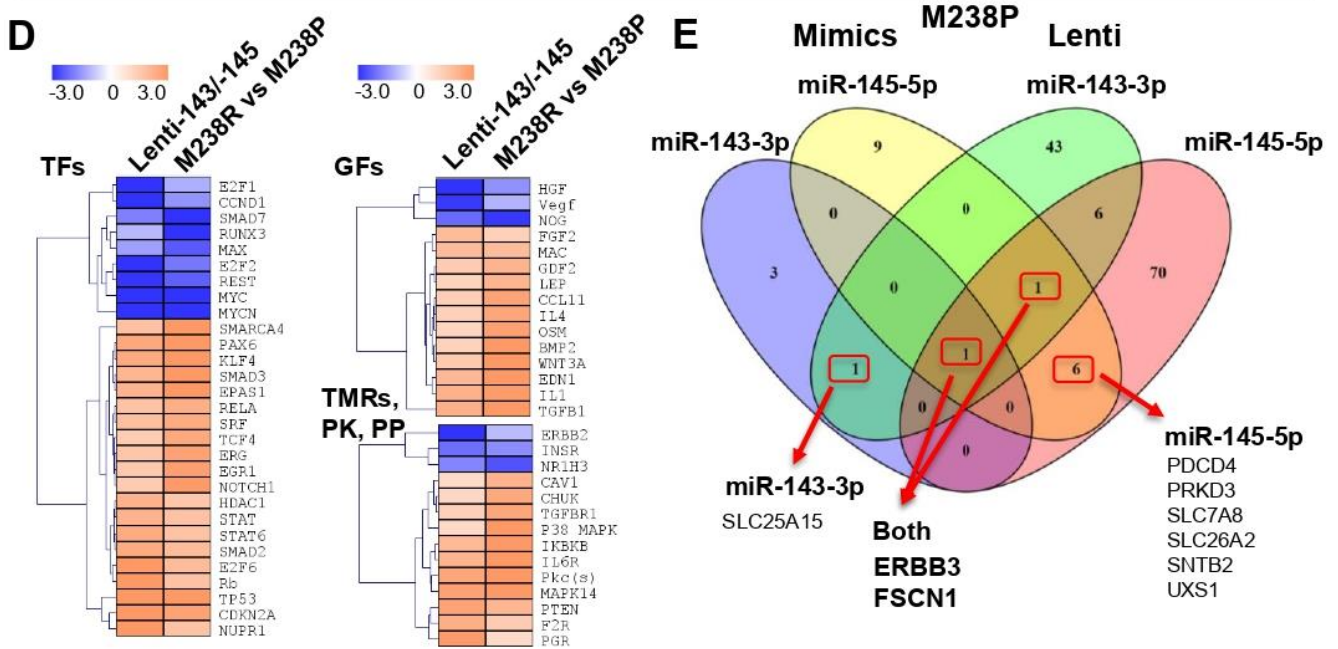 D
-3.0 0 3.0
Lenti-143/-145
M238R vs M238P
TFs
E2F1
CCND1
SMAD7
RUNX3
MAX
E2F2
REST
MYC
MYCN
SMARCA4
PAX6
KLF4
SMAD3
EPAS1
RELA
SRF
TCF4
ERG
EGR1
NOTCH1
HDAC1
STAT
STAT6
SMAD2
E2F6
Rb
TP53
CDKN2A
NUPR1
-3.0 0 3.0
Lenti-143/-145
M238R vs M238P
GFs
HGF
Vegf
NOG
FGF2
MAC
GDF2
LEP
CCL11
IL4
OSM
BMP2
WNT3A
EDN1
IL1
TGFB1
TMRs,
PK, PP
ERBB2
INSR
NR1H3
CAV1
CHUK
TGFBR1
P38 MAPK
IKBKB
IL6R
Pkc(s)
MAPK14
PTEN
F2R
PGR
E
M238P
Mimics Lenti
miR-145-5p miR-143-3p
miR-143-3p miR-145-5p
9 43
0 0 6
3 0 1 70
1 1 6
0 0
0
miR-143-3p
SLC25A15
Both
ERBB3
FSCN1
miR-145-5p
PDCD4
PRKD3
SLC7A8
SLC26A2
SNTB2
UXS1